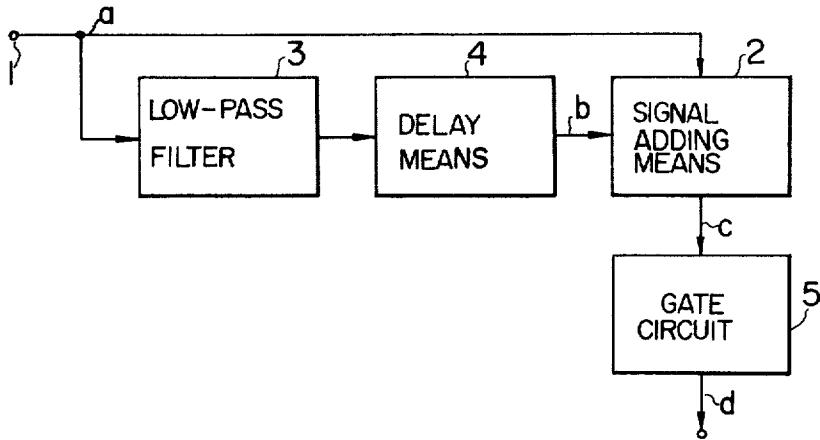 a
1
3
LOW-PASS
FILTER
4
DELAY
MEANS
b
2
SIGNAL
ADDING
MEANS
c
GATE
CIRCUIT
5
d